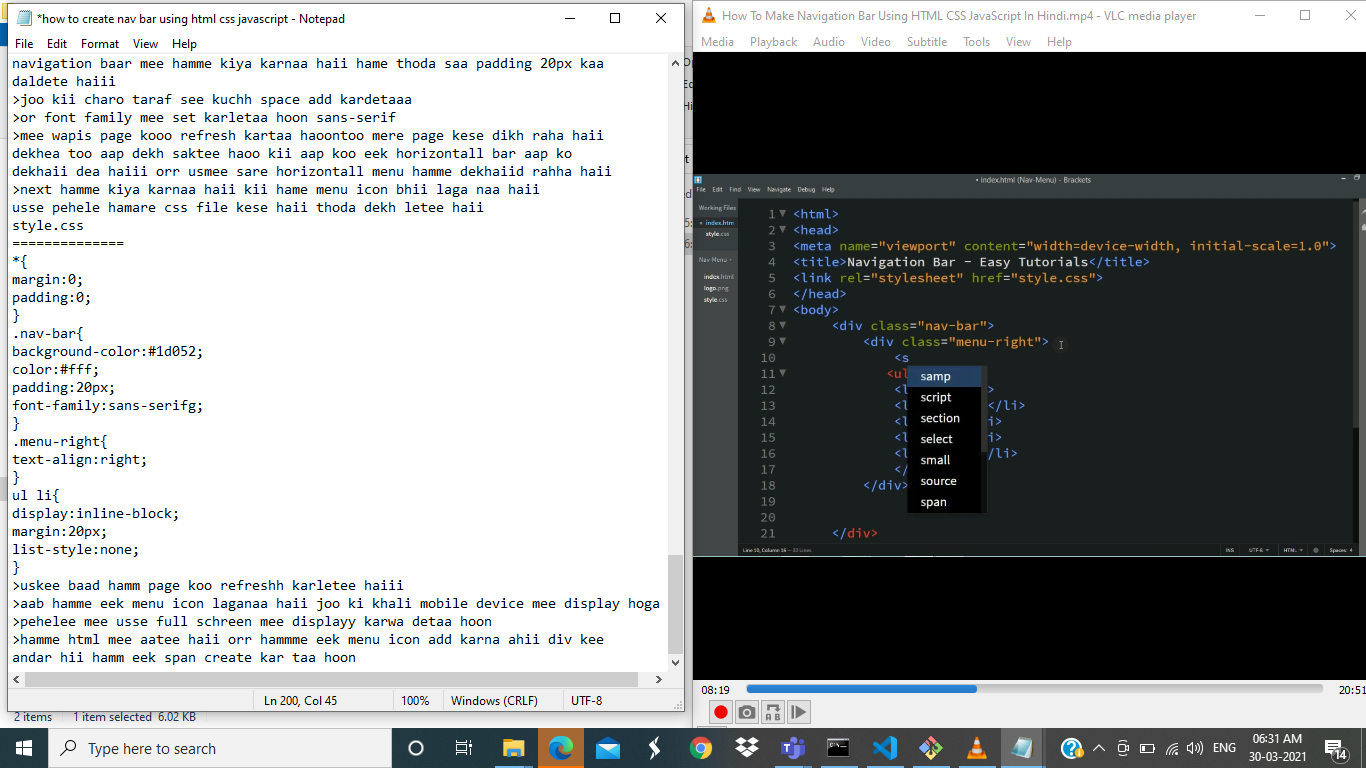 *how to create nav bar using html css javascript - Notepad
File Edit Format View Help
navigation baar mee hamme kiya karnaa haii hame thoda saa padding 20px kaa
daldete haiii
>joo kii charo taraf see kuchh space add kardetaaa
>or font family mee set karletaa hoon sans-serif
>mee wapis page kooo refresh kartaa haoontoo mere page kese dikh raha haii
dekhea too aap dekh saktee haoo kii aap koo eek horizontall bar aap ko
dekhaii dea haiii orr usmee sare horizontall menu hamme dekhaiid rahha haii
>next hamme kiya karnaa haii kii hame menu icon bhii laga naa haii
usse pehele hamare css file kese haii thoda dekh letee haii
style.css
==============
*{
margin:0;
padding:0;
}
.nav-bar{
background-color:#1d052;
color:#fff;
padding:20px;
font-family:sans-serifg;
}
.menu-right{
text-align:right;
}
ul li{
display:inline-block;
margin:20px;
list-style:none;
}
>uskee baad hamm page koo refreshh karletee haiii
>aab hamme eek menu icon laganaa haii joo ki khali mobile device mee display hoga
>pehelee mee usse full schreen mee displayy karwa detaa hoon
>hamme html mee aatee haii orr hammme eek menu icon add karna ahii div kee
andar hii hamm eek span create kar taa hoon
Ln 200, Col 45 100% Windows (CRLF) UTF-8
2 items 1 item selected 6.02 KB
How To Make Navigation Bar Using HTML CSS JavaScript In Hindi.mp4 - VLC media player
Media Playback Audio Video Subtitle Tools View Help
• index.html (Nav-Menu) - Brackets
File Edit Find View Navigate Debug Help
Working Files
index.htm
style.css
Nav-Menu
index.html
logo.png
style.css
1 <html>
2 <head>
3 <meta name="viewport" content="width=device-width, initial-scale=1.0">
4 <title>Navigation Bar - Easy Tutorials</title>
5 <link rel="stylesheet" href="style.css">
6 </head>
7 <body>
8 <div class="nav-bar">
9 <div class="menu-right">
10 <s
11 <ul
12 <l >
13 <l </li>
14 <l i>
15 <l i>
16 <l /li>
17 </
18 </div>
19
20
21 </div>
samp
script
section
select
small
source
span
Line 10, Column 16 — 33 Lines
INS UTF-8 HTML Spaces: 4
08:19 20:51
Type here to search
ENG
06:31 AM
30-03-2021
14